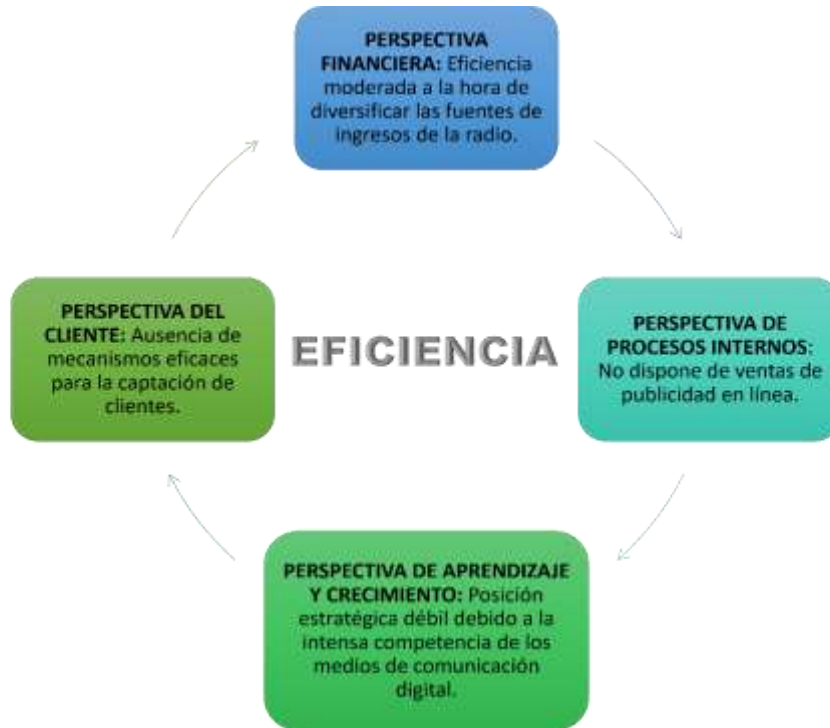 PERSPECTIVA
FINANCIERA: Eficiencia
moderada a la hora de
diversificar las fuentes de
ingresos de la radio.
PERSPECTIVA DEL
CLIENTE: Ausencia de
mecanismos eficaces
para la captación de
clientes.
EFICIENCIA
PERSPECTIVA DE
PROCESOS INTERNOS:
No dispone de ventas de
publicidad en línea.
PERSPECTIVA DE APRENDIZAJE
Y CRECIMIENTO: Posición
estratégica débil debido a la
intensa competencia de los
medios de comunicación
digital.